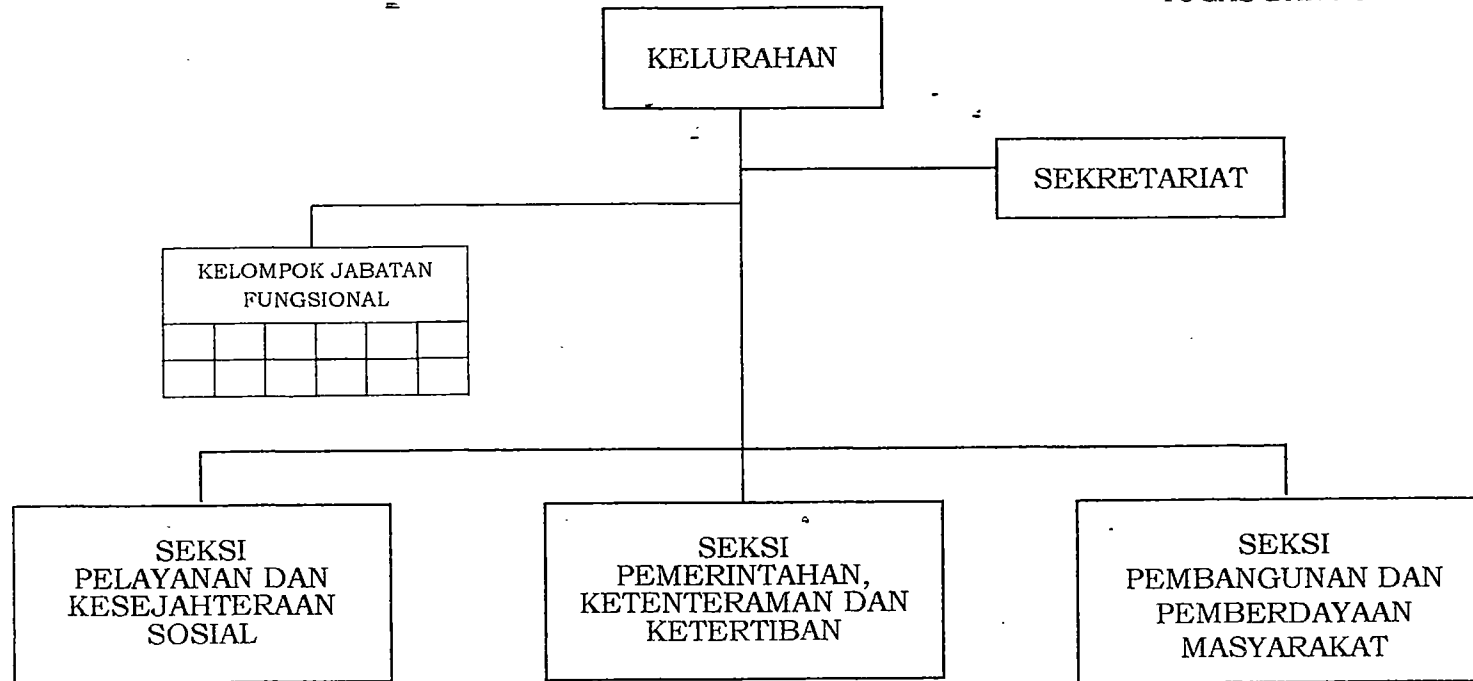 KELURAHAN
SEKRETARIAT
KELOMPOK JABATAN
FUNGSIONAL
SEKSI
PELAYANAN DAN
KESEJAHTERAAN
SOSIAL
SEKSI
PEMERINTAHAN,
KETENTERAMAN DAN
KETERTIBAN
SEKSI
PEMBANGUNAN DAN
PEMBERDAYAAN
MASYARAKAT